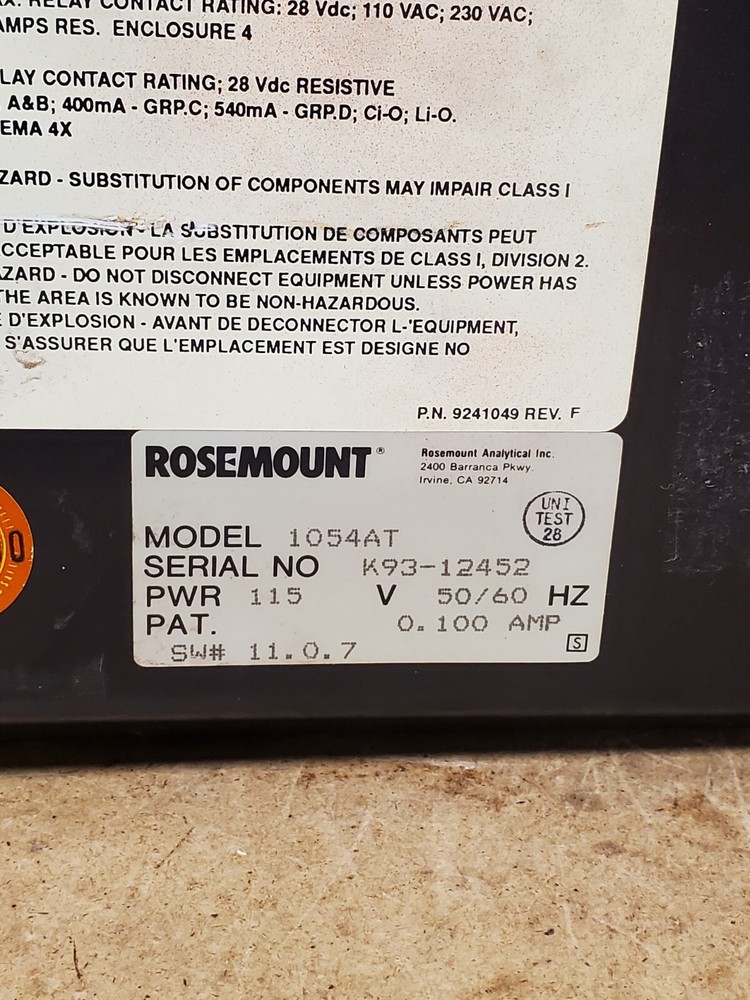 RELAY CONTACT RATING: 28 Vdc; 110 VAC; 230 VAC;
AMPS RES. ENCLOSURE 4
LAY CONTACT RATING; 28 Vdc RESISTIVE
A&B; 400mA - GRP.C; 540mA - GRP.D; Ci-O; Li-O.
EMA 4X
ZARD - SUBSTITUTION OF COMPONENTS MAY IMPAIR CLASS I
D'EXPLOSION - LA SUBSTITUTION DE COMPOSANTS PEUT
CCEPTABLE POUR LES EMPLACEMENTS DE CLASS I, DIVISION 2.
AZARD - DO NOT DISCONNECT EQUIPMENT UNLESS POWER HAS
THE AREA IS KNOWN TO BE NON-HAZARDOUS.
E D'EXPLOSION - AVANT DE DECONNECTOR L-'EQUIPMENT,
S'ASSURER QUE L'EMPLACEMENT EST DESIGNE NO
P.N. 9241049 REV. F
ROSEMOUNT®
Rosemount Analytical Inc.
2400 Barranca Pkwy.
Irvine, CA 92714
UNI
TEST
28
MODEL 1054AT
SERIAL NO K93-12452
PWR 115 V 50/60 HZ
PAT. 0.100 AMP
S
SW# 11.0.7
0